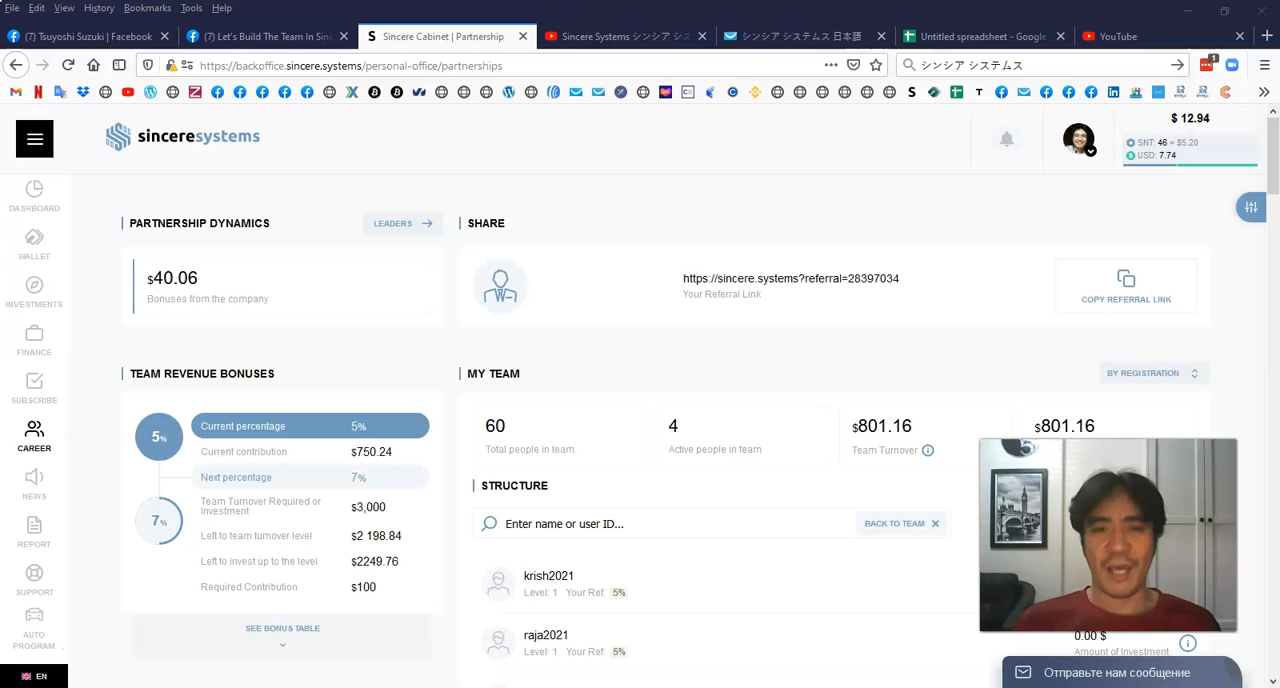 File Edit View History Bookmarks Tools Help
(7) Tsuyoshi Suzuki | Facebook
(7) Let's Build The Team In Sinc
Sincere Cabinet | Partnership
Sincere Systems シンシア シス
シンシア システムス 日本語
Untitled spreadsheet - Google
YouTube
https://backoffice.sincere.systems/personal-office/partnerships
シンシア システムス
sinceresystems
$ 12.94
SNT: 46 = $5.20
USD: 7.74
DASHBOARD
WALLET
INVESTMENTS
FINANCE
SUBSCRIBE
CAREER
NEWS
REPORT
SUPPORT
AUTO
PROGRAM
EN
PARTNERSHIP DYNAMICS
LEADERS
$40.06
Bonuses from the company
SHARE
https://sincere.systems?referral=28397034
Your Referral Link
COPY REFERRAL LINK
TEAM REVENUE BONUSES
5%
Current percentage 5%
Current contribution $750.24
Next percentage 7%
7%
Team Turnover Required or
Investment
$3,000
Left to team turnover level $2 198.84
Left to invest up to the level $2249.76
Required Contribution $100
SEE BONUS TABLE
MY TEAM
BY REGISTRATION
60
Total people in team
4
Active people in team
$801.16
Team Turnover
$801.16
STRUCTURE
Enter name or user ID...
BACK TO TEAM
krish2021
Level: 1 Your Ref: 5%
raja2021
Level: 1 Your Ref: 5%
0.00 $
Amount of Investment
Отправьте нам сообщение